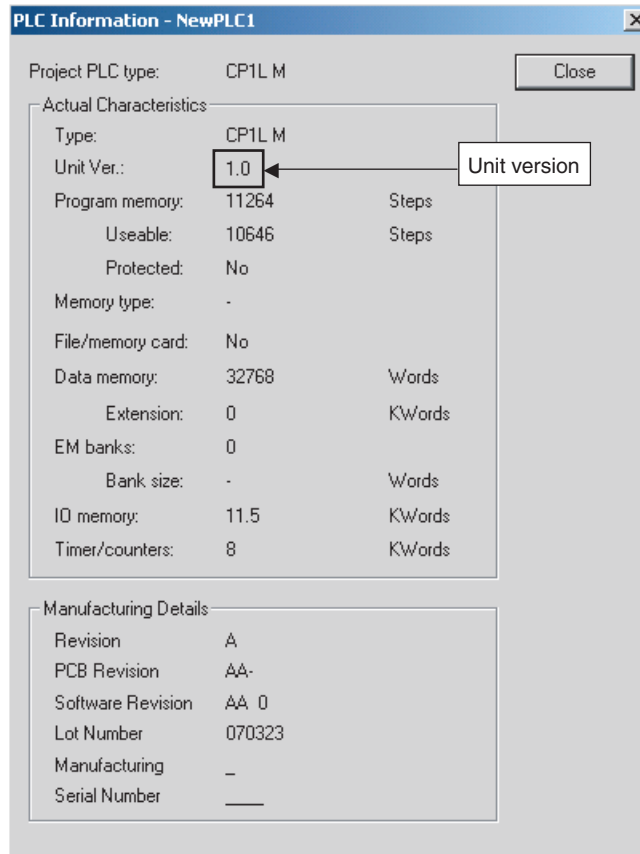 PLC Information - NewPLC1
Project PLC type: CP1L M Close
Actual Characteristics
Type: CP1L M
Unit Ver.: 1.0 Unit version
Program memory: 11264 Steps
Useable: 10646 Steps
Protected: No
Memory type: -
File/memory card: No
Data memory: 32768 Words
Extension: 0 KWords
EM banks: 0
Bank size: - Words
IO memory: 11.5 KWords
Timer/counters: 8 KWords
Manufacturing Details
Revision A
PCB Revision AA-
Software Revision AA 0
Lot Number 070323
Manufacturing _
Serial Number ____